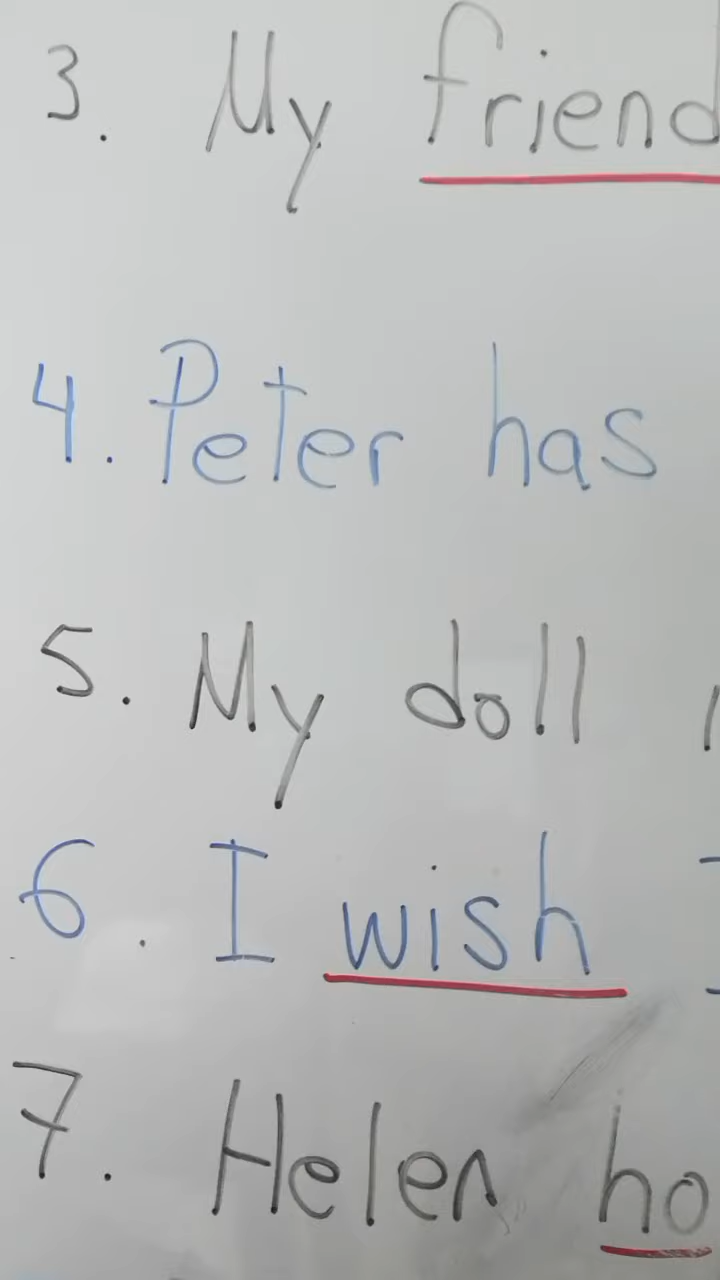 3. My friend
4. Peter has
5. My doll
6. I wish I
7. Helen ho